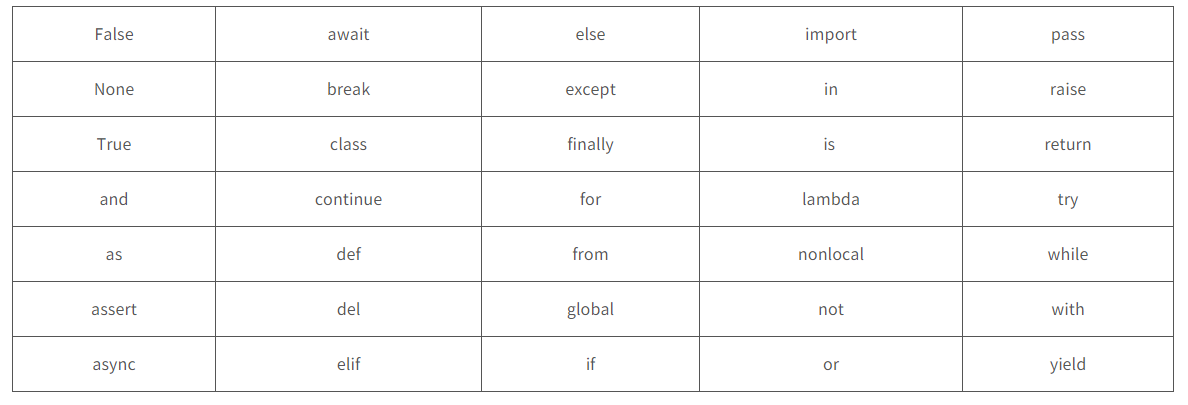 False await else import pass
None break except in raise
True class finally is return
and continue for lambda try
as def from nonlocal while
assert del global not with
async elif if or yield